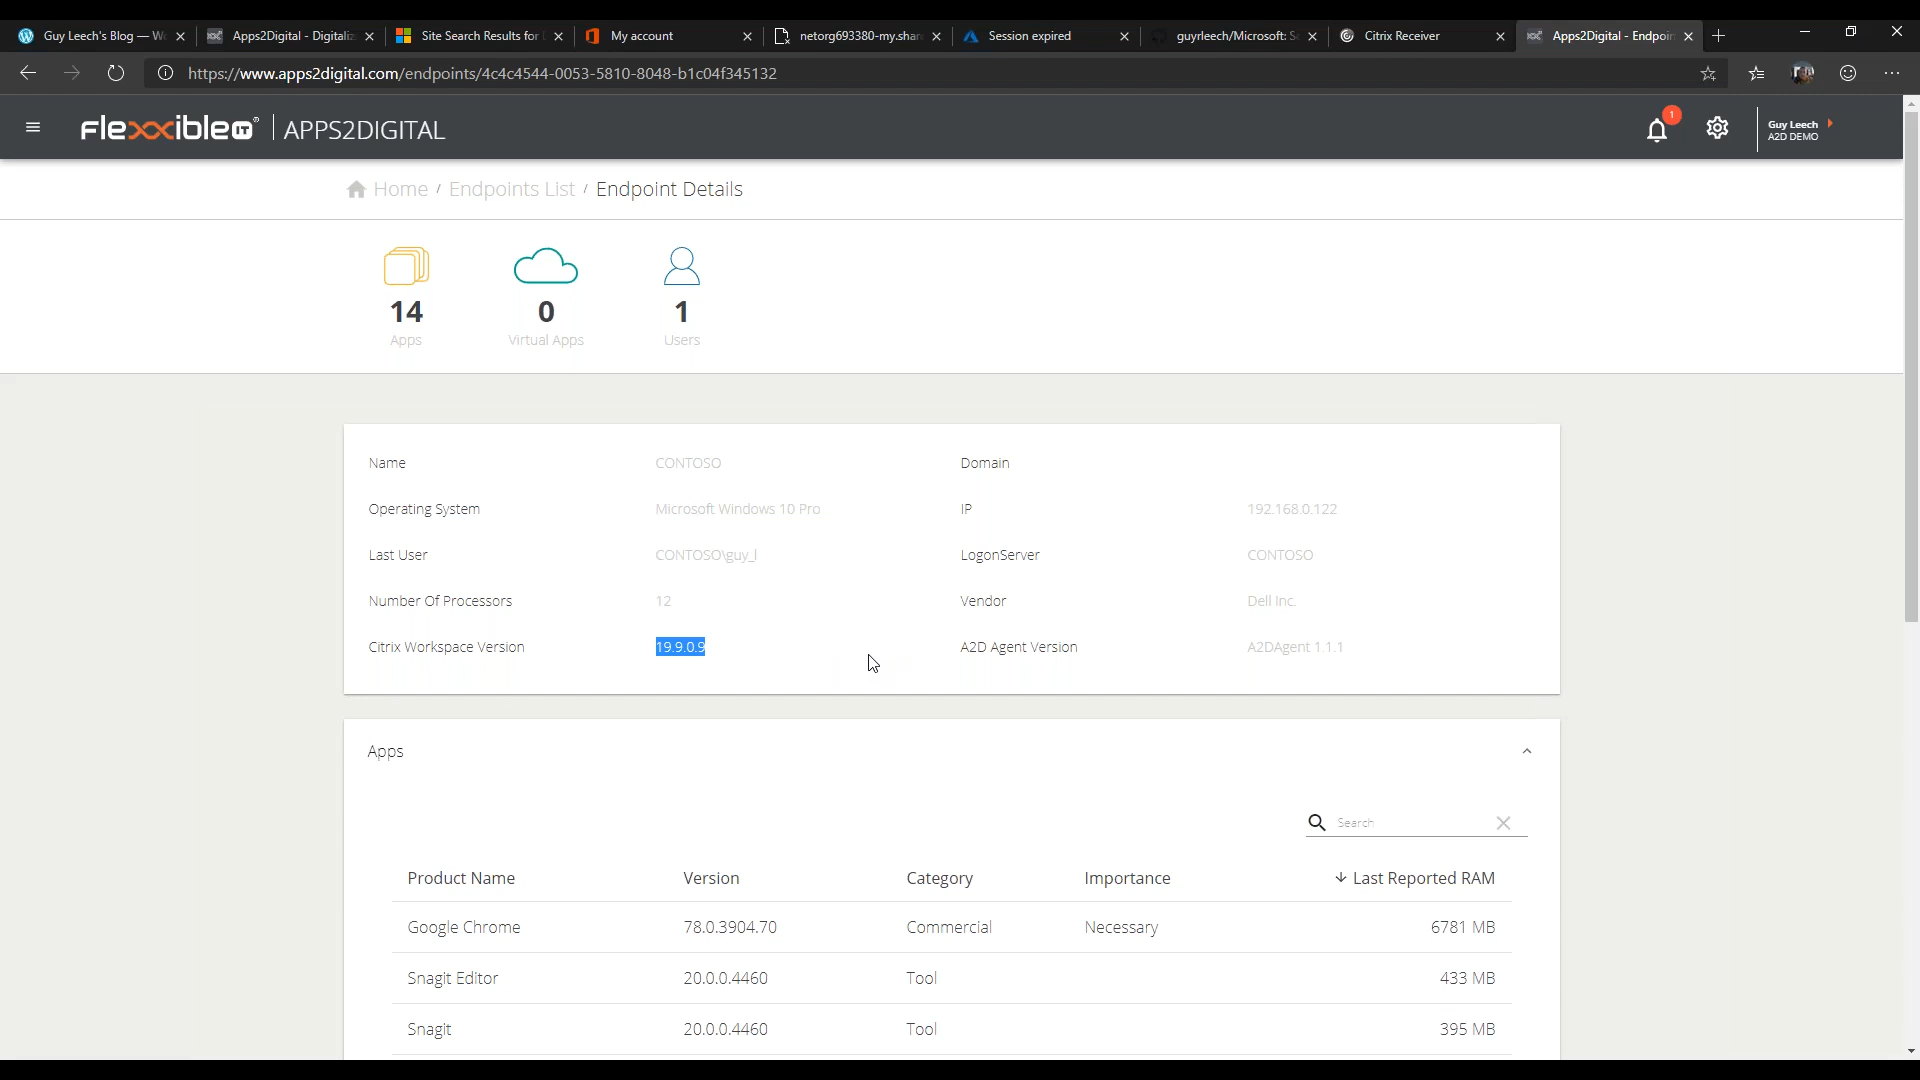 Guy Leech's Blog — W
Apps2Digital - Digitaliz
Site Search Results for
My account
netorg693380-my.shar
Session expired
guyrleech/Microsoft: S
Citrix Receiver
Apps2Digital - Endpoin
https://www.apps2digital.com/endpoints/4c4c4544-0053-5810-8048-b1c04f345132
flexxible IT APPS2DIGITAL
1
Guy Leech
A2D DEMO
Home / Endpoints List / Endpoint Details
14 0 1
Apps Virtual Apps Users
Name CONTOSO Domain
Operating System Microsoft Windows 10 Pro IP 192.168.0.122
Last User CONTOSO\guy_l LogonServer CONTOSO
Number Of Processors 12 Vendor Dell Inc.
Citrix Workspace Version 19.9.0.9 A2D Agent Version A2DAgent 1.1.1
Apps
Search
Product Name Version Category Importance Last Reported RAM
Google Chrome 78.0.3904.70 Commercial Necessary 6781 MB
Snagit Editor 20.0.0.4460 Tool 433 MB
Snagit 20.0.0.4460 Tool 395 MB